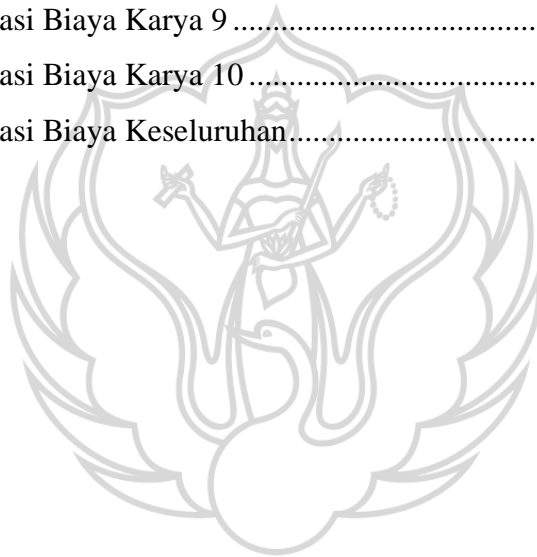 asi Biaya Karya 9 ....................................
asi Biaya Karya 10 ..................................
asi Biaya Keseluruhan..............................